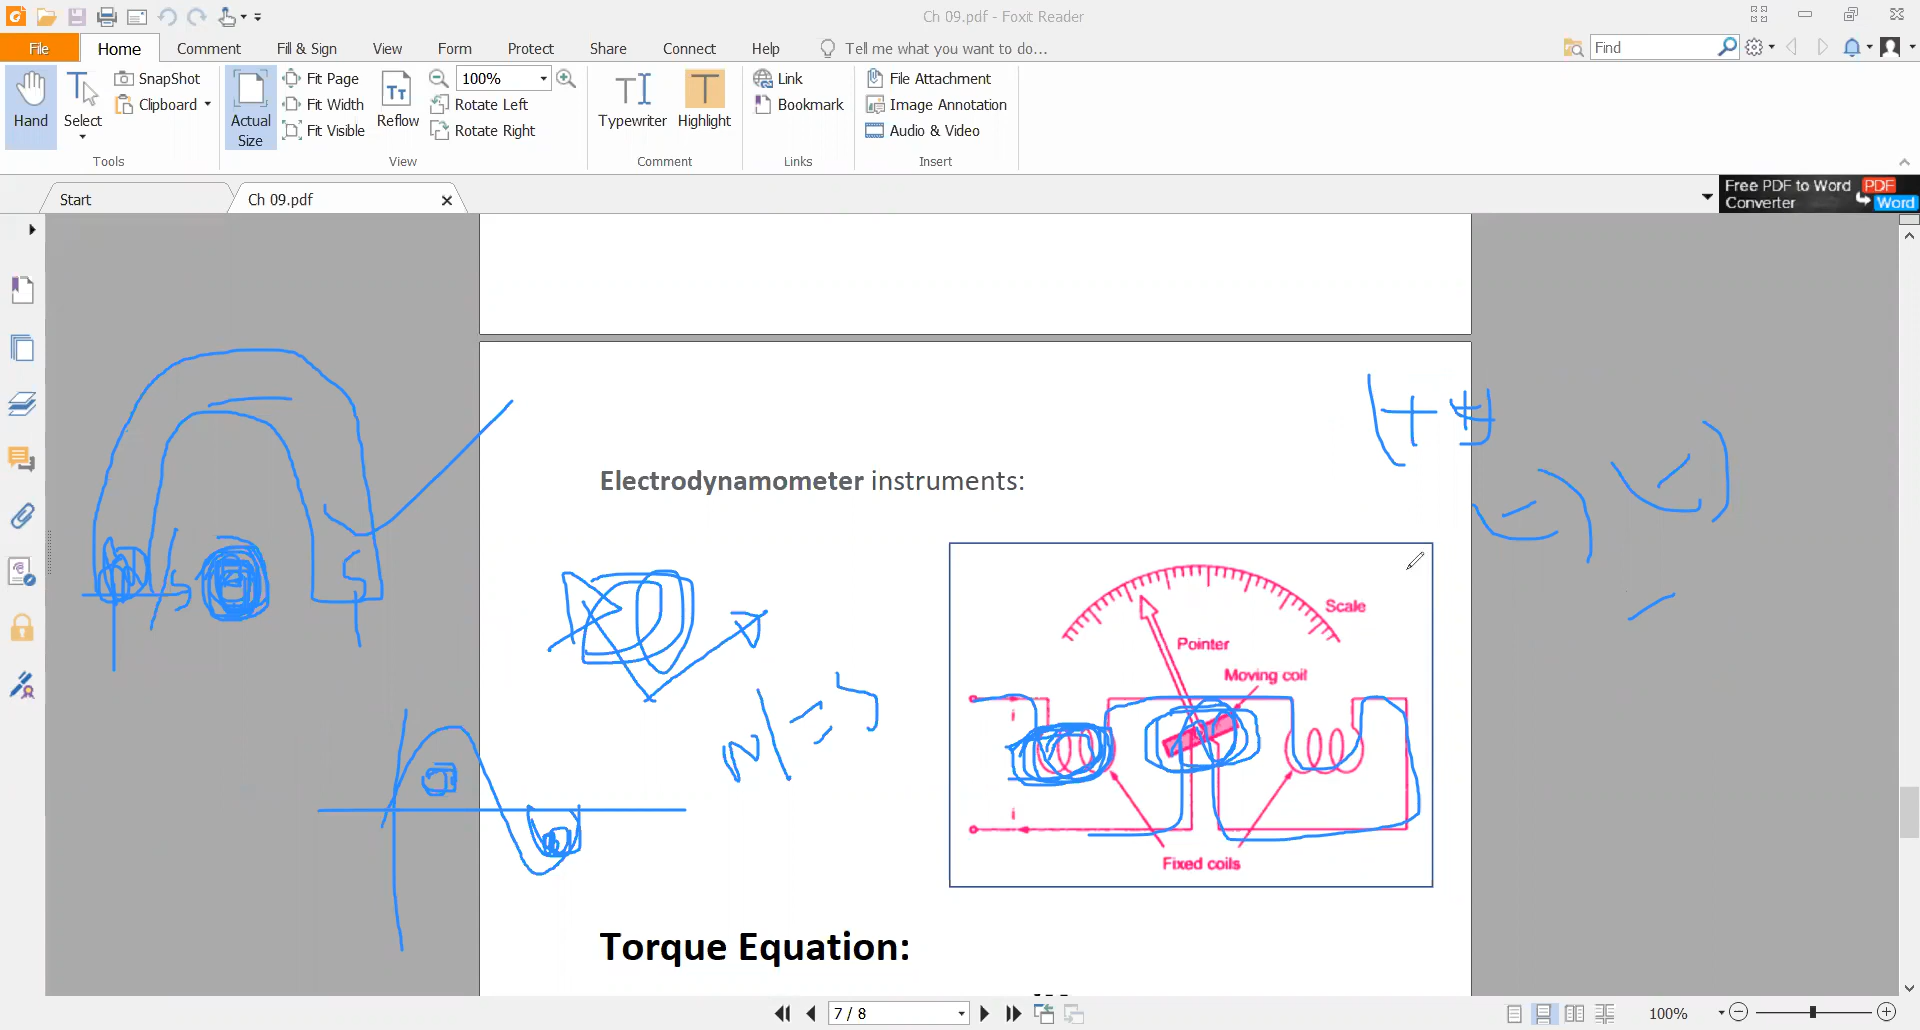 Ch 09.pdf - Foxit Reader
File Home Comment Fill & Sign View Form Protect Share Connect Help Tell me what you want to do... Find
Hand
Select
SnapShot
Clipboard
Tools
Actual Size
Fit Page
Fit Width
Fit Visible
Reflow
100%
Rotate Left
Rotate Right
View
Typewriter
Highlight
Comment
Link
Bookmark
Links
File Attachment
Image Annotation
Audio & Video
Insert
Start
Ch 09.pdf
Free PDF to Word
Converter
PDF
Word
Electrodynamometer instruments:
Scale
Pointer
Moving coil
i
i
Fixed coils
Torque Equation:
7 / 8
100%